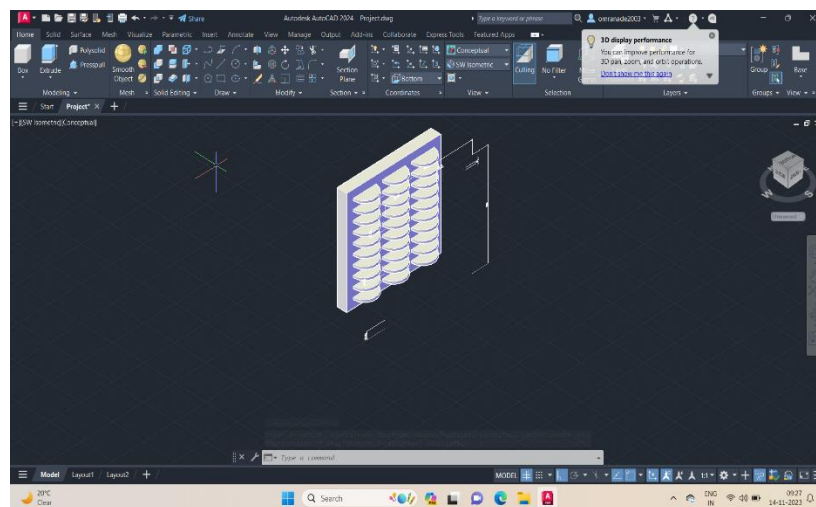 Share
Autodesk AutoCAD 2024 Project.dwg
Type a keyword or phrase
omranade2003
Home Solid Surface Mesh Visualize Parametric Insert Annotate View Manage Output Add-ins Collaborate Express Tools Featured Apps
3D display performance
You can improve performance for
3D pan, zoom, and orbit operations.
Don't show me this again
Polysolid
Presspull
Box Extrude
Smooth
Object
Section
Plane
Conceptual
SW Isometric
Bottom
Culling
No Filter
Group
Base
Modeling
Mesh
Solid Editing
Draw
Modify
Section
Coordinates
View
Selection
Layers
Groups
View
Start Project*
[-][SW Isometric][Conceptual]
Type a command
Model Layout1 Layout2
MODEL
1:1
20°C
Clear
Search
ENG
IN
09:27
14-11-2023